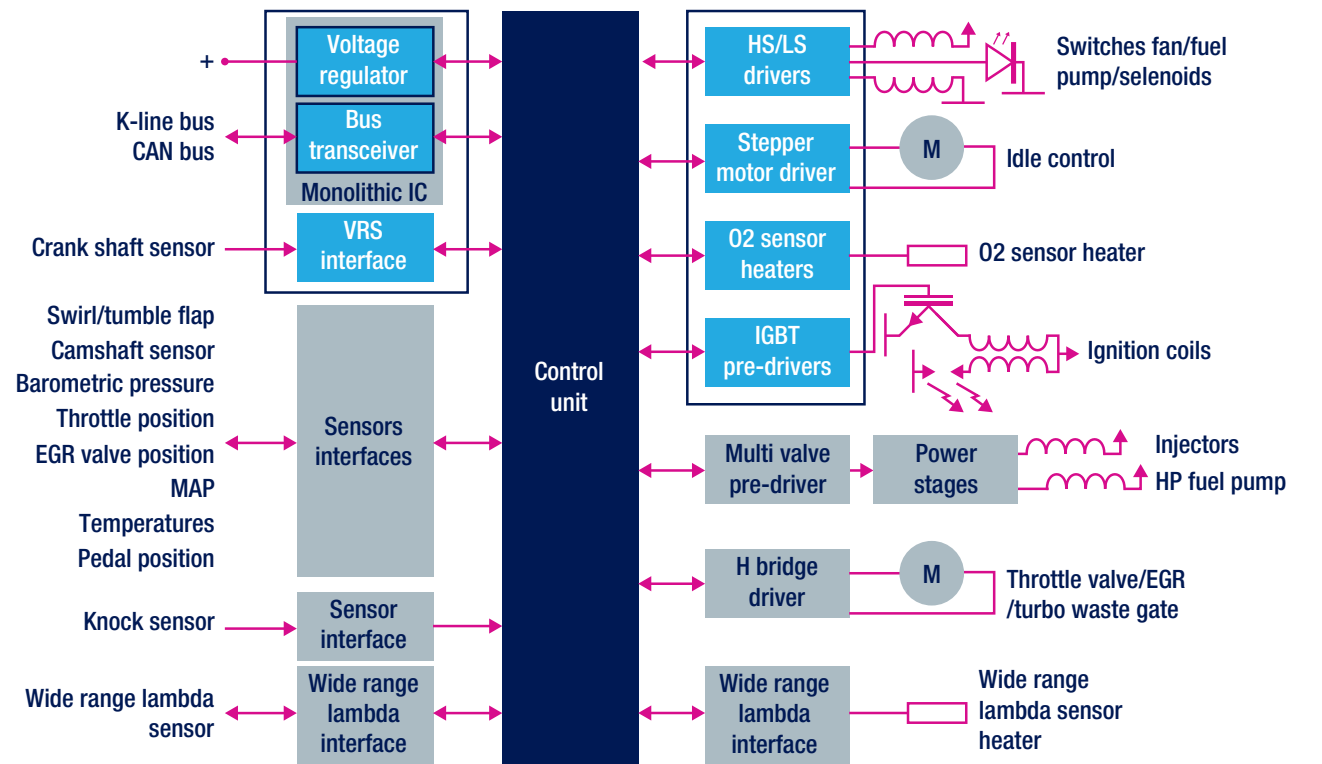 +
Voltage
regulator
K-line bus
CAN bus
Bus
transceiver
Monolithic IC
Crank shaft sensor
VRS
interface
Swirl/tumble flap
Camshaft sensor
Barometric pressure
Throttle position
EGR valve position
MAP
Temperatures
Pedal position
Sensors
interfaces
Knock sensor
Sensor
interface
Wide range lambda
sensor
Wide range
lambda
interface
Control
unit
HS/LS
drivers
Switches fan/fuel
pump/selenoids
Stepper
motor driver
M
Idle control
O2 sensor
heaters
O2 sensor heater
IGBT
pre-drivers
Ignition coils
Multi valve
pre-driver
Power
stages
Injectors
HP fuel pump
H bridge
driver
M
Throttle valve/EGR
/turbo waste gate
Wide range
lambda
interface
Wide range
lambda sensor
heater